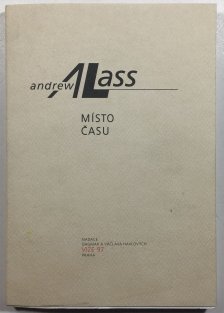 andrew Lass
MÍSTO
ČASU
NADACE
DAGMAR A VÁCLAVA HAVLOVÝCH
VIZE 97
PRAHA